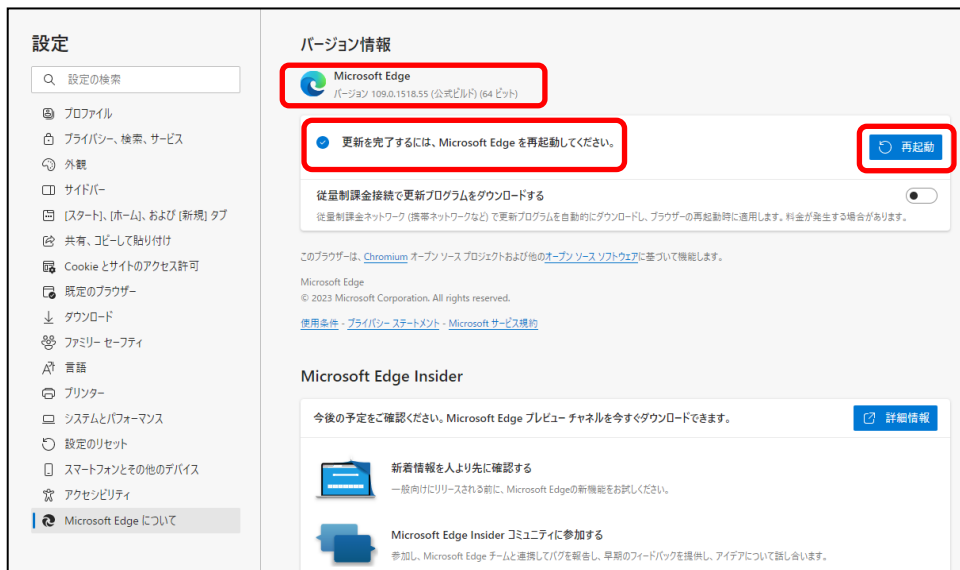 設定
設定の検索
プロファイル
プライバシー、検索、サービス
外観
サイドバー
[スタート]、[ホーム]、および [新規] タブ
共有、コピーして貼り付け
Cookie とサイトのアクセス許可
既定のブラウザー
ダウンロード
ファミリー セーフティ
言語
プリンター
システムとパフォーマンス
設定のリセット
スマートフォンとその他のデバイス
アクセシビリティ
Microsoft Edge について
バージョン情報
Microsoft Edge
バージョン 109.0.1518.55 (公式ビルド) (64 ビット)
更新を完了するには、Microsoft Edge を再起動してください。
再起動
従量制課金接続で更新プログラムをダウンロードする
従量制課金ネットワーク (携帯ネットワークなど) で更新プログラムを自動的にダウンロードし、ブラウザーの再起動時に適用します。料金が発生する場合があります。
このブラウザーは、Chromium オープン ソース プロジェクトおよび他のオープン ソース ソフトウェアに基づいて機能します。
Microsoft Edge
© 2023 Microsoft Corporation. All rights reserved.
使用条件 - プライバシー ステートメント - Microsoft サービス規約
Microsoft Edge Insider
今後の予定をご確認ください。Microsoft Edge プレビュー チャネルを今すぐダウンロードできます。
詳細情報
新着情報を人より先に確認する
一般向けにリリースされる前に、Microsoft Edgeの新機能をお試しください。
Microsoft Edge Insider コミュニティに参加する
参加し、Microsoft Edge チームと連携してバグを報告し、早期のフィードバックを提供し、アイデアについて話し合います。